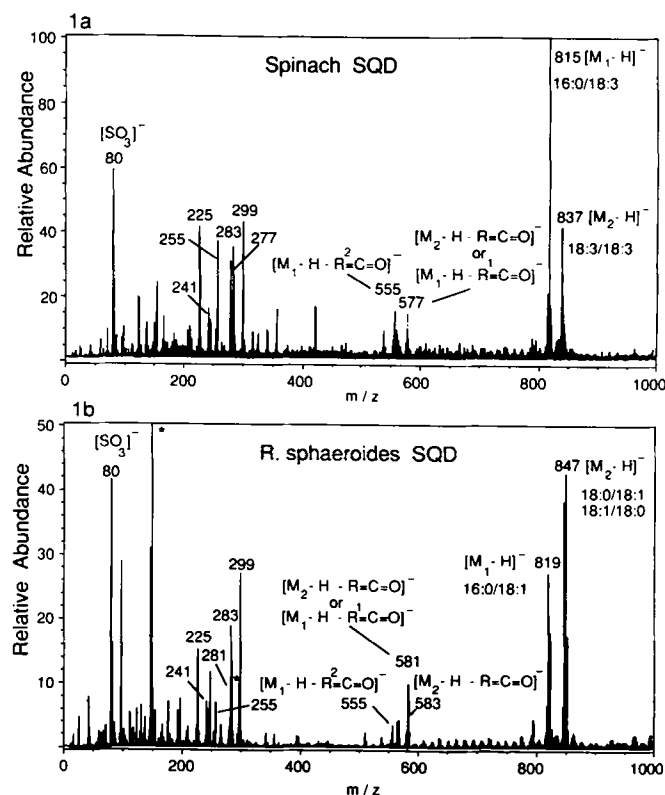 1a
Spinach SQD
Relative Abundance
100
80
60
40
20
[SO₃]⁻
80
225
255
241
283
277
299
[M₁- H - R²=C=O]⁻
555
[M₂- H - R=C=O]⁻
or
[M₁- H - R¹=C=O]⁻
577
815 [M₁- H]⁻
16:0/18:3
837 [M₂- H]⁻
18:3/18:3
0 200 400 600 800 1000
m / z
1b
R. sphaeroides SQD
Relative Abundance
50
40
30
20
10
0
[SO₃]⁻
80
*
225
241
281
283
*
299
255
[M₂- H - R=C=O]⁻
or
[M₁- H - R¹=C=O]⁻
581
[M₁- H - R²=C=O]⁻
555
[M₂- H - R=C=O]⁻
583
[M₁- H]⁻
819
16:0/18:1
847 [M₂- H]⁻
18:0/18:1
18:1/18:0
0 200 400 600 800 1000
m / z